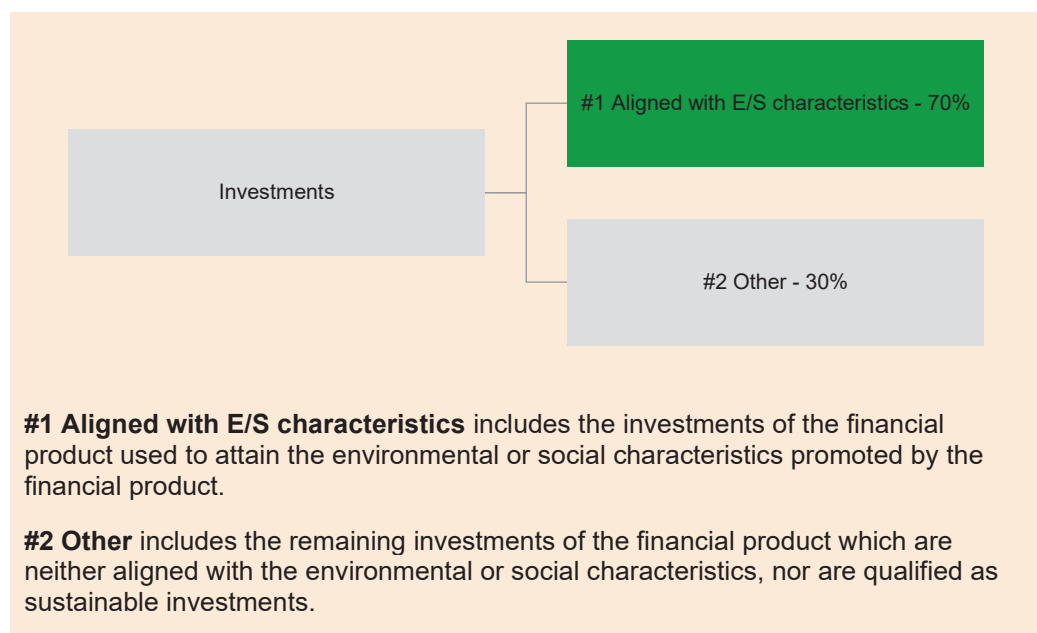 #1 Aligned with E/S characteristics - 70%
Investments
#2 Other - 30%
#1 Aligned with E/S characteristics includes the investments of the financial
product used to attain the environmental or social characteristics promoted by the
financial product.
#2 Other includes the remaining investments of the financial product which are
neither aligned with the environmental or social characteristics, nor are qualified as
sustainable investments.